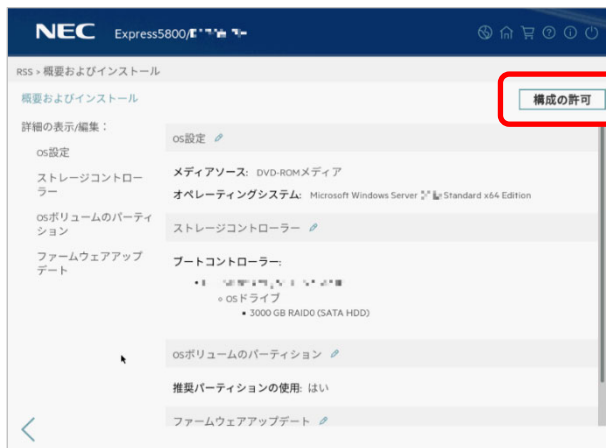 NEC Express5800/
RSS › 概要およびインストール
概要およびインストール
構成の許可
詳細の表示/編集：
OS設定
ストレージコントロー
ラー
OSボリュームのパーティ
ション
ファームウェアアップ
デート
OS設定
メディアソース: DVD-ROMメディア
オペレーティングシステム: Microsoft Windows Server Standard x64 Edition
ストレージコントローラー
ブートコントローラー:
OSドライブ
3000 GB RAID0 (SATA HDD)
OSボリュームのパーティション
推奨パーティションの使用: はい
ファームウェアアップデート